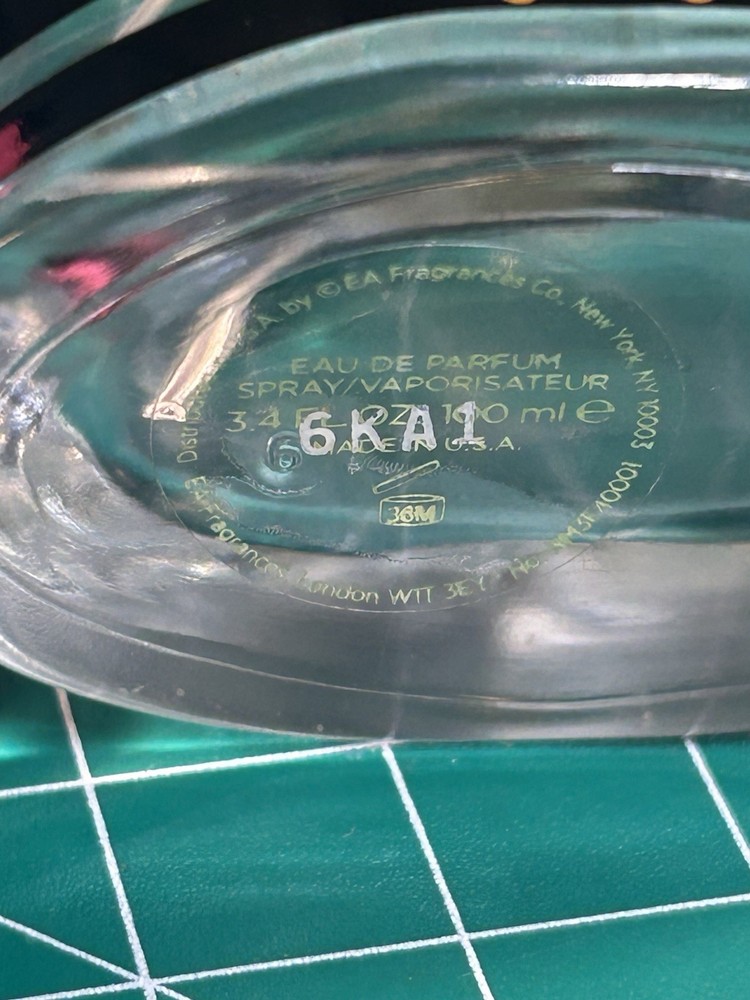 by ©EA Fragrances Co. New York NY 10003
EAU DE PARFUM
SPRAY/VAPORISATEUR
3.4 FL. OZ. 100 ml e
6KA1
MADE IN U.S.A.
36M
EA Fragrances London W1T 3EY